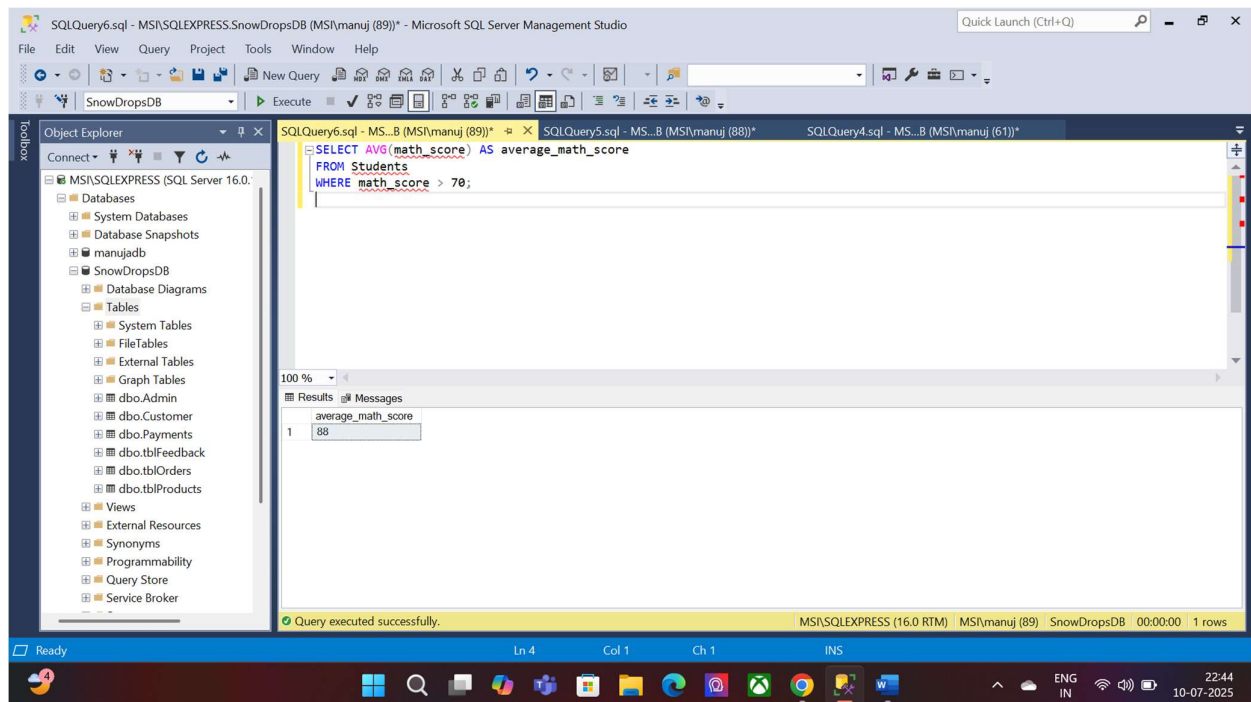 SQLQuery6.sql - MSI\SQLEXPRESS.SnowDropsDB (MSI\manuj (89))* - Microsoft SQL Server Management Studio
Quick Launch (Ctrl+Q)
File Edit View Query Project Tools Window Help
New Query MDX DMX XMLA DAX
SnowDropsDB Execute
Toolbox
Object Explorer
Connect
MSI\SQLEXPRESS (SQL Server 16.0.
Databases
System Databases
Database Snapshots
manujadb
SnowDropsDB
Database Diagrams
Tables
System Tables
FileTables
External Tables
Graph Tables
dbo.Admin
dbo.Customer
dbo.Payments
dbo.tblFeedback
dbo.tblOrders
dbo.tblProducts
Views
External Resources
Synonyms
Programmability
Query Store
Service Broker
SQLQuery6.sql - MS...B (MSI\manuj (89))* SQLQuery5.sql - MS...B (MSI\manuj (88))* SQLQuery4.sql - MS...B (MSI\manuj (61))*
SELECT AVG(math_score) AS average_math_score
FROM Students
WHERE math_score > 70;
100 %
Results Messages
average_math_score
1 88
Query executed successfully. MSI\SQLEXPRESS (16.0 RTM) MSI\manuj (89) SnowDropsDB 00:00:00 1 rows
Ready Ln 4 Col 1 Ch 1 INS
4
ENG 22:44
IN 10-07-2025